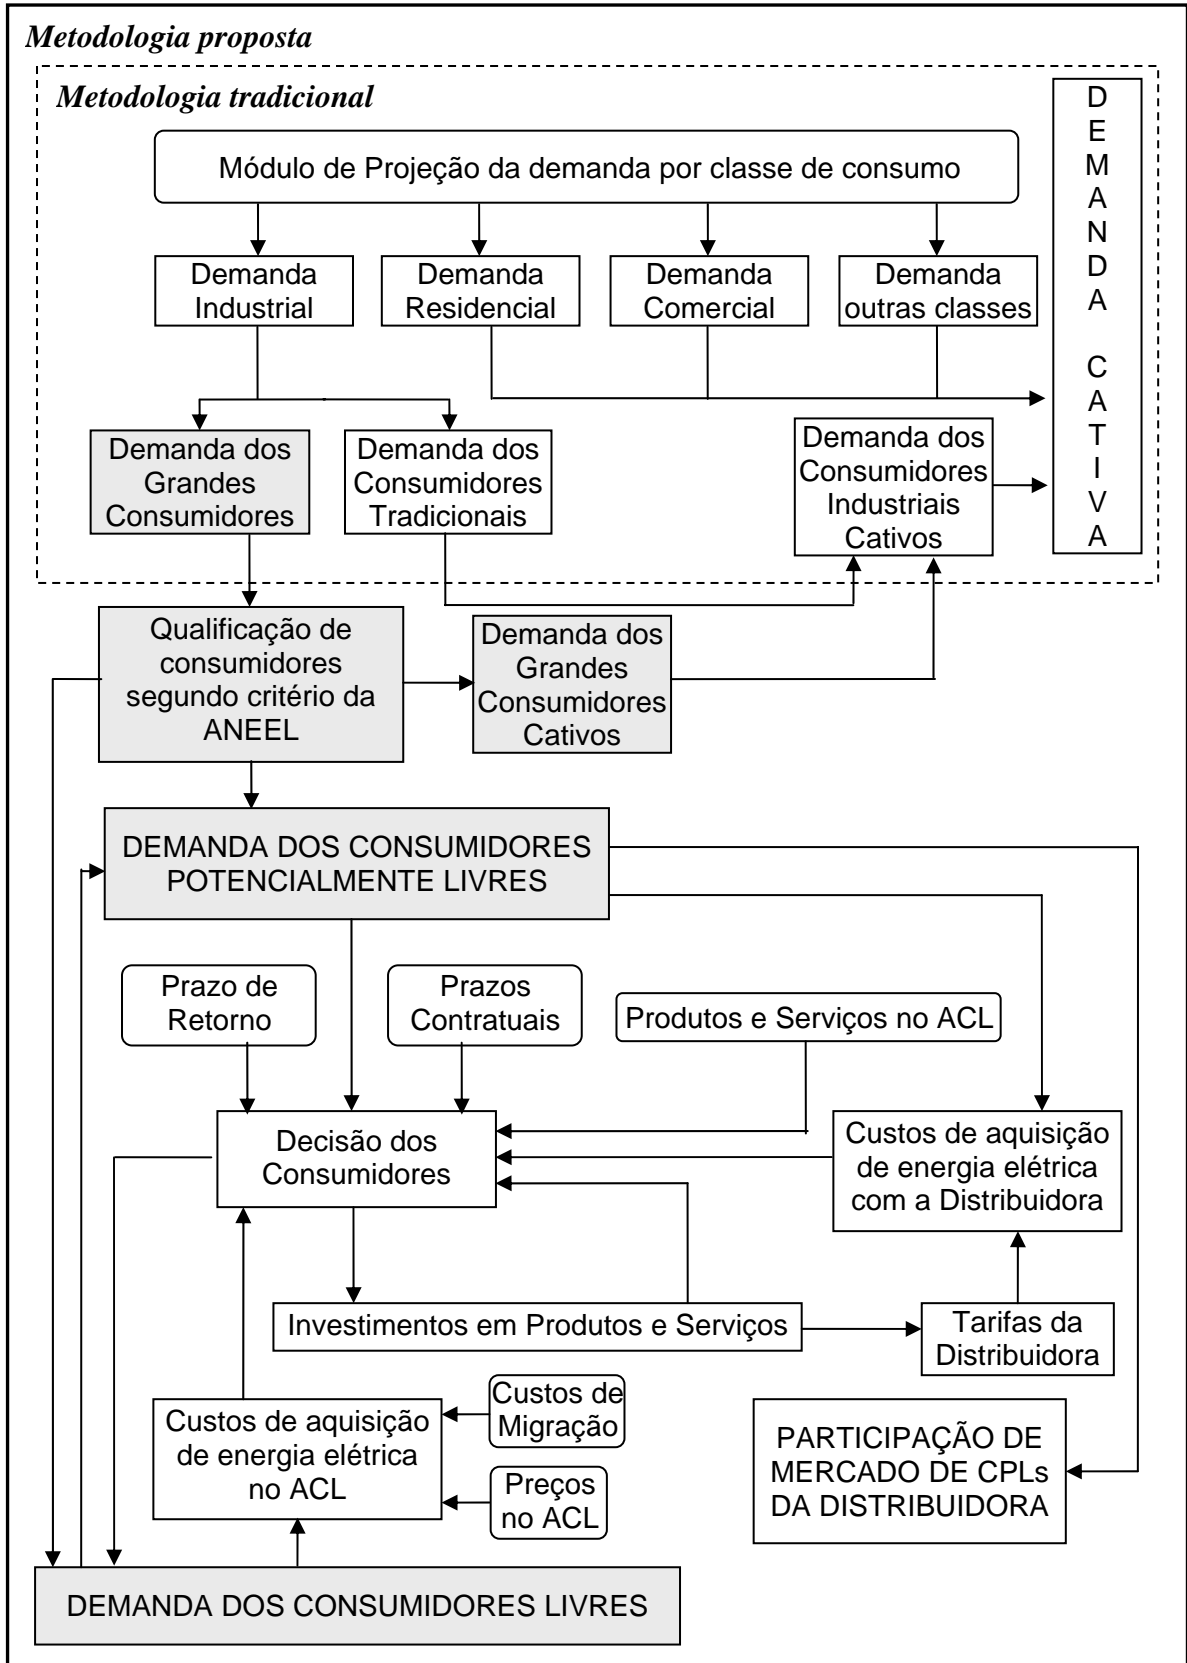 Metodologia proposta
Metodologia tradicional
Módulo de Projeção da demanda por classe de consumo
Demanda
Industrial
Demanda
Residencial
Demanda
Comercial
Demanda
outras classes
D
E
M
A
N
D
A
C
A
T
I
V
A
Demanda dos
Grandes
Consumidores
Demanda dos
Consumidores
Tradicionais
Demanda dos
Consumidores
Industriais
Cativos
Qualificação de
consumidores
segundo critério da
ANEEL
Demanda dos
Grandes
Consumidores
Cativos
DEMANDA DOS CONSUMIDORES
POTENCIALMENTE LIVRES
Prazo de
Retorno
Prazos
Contratuais
Produtos e Serviços no ACL
Decisão dos
Consumidores
Custos de aquisição
de energia elétrica
com a Distribuidora
Investimentos em Produtos e Serviços
Tarifas da
Distribuidora
Custos de aquisição
de energia elétrica
no ACL
Custos de
Migração
Preços
no ACL
PARTICIPAÇÃO DE
MERCADO DE CPLs
DA DISTRIBUIDORA
DEMANDA DOS CONSUMIDORES LIVRES